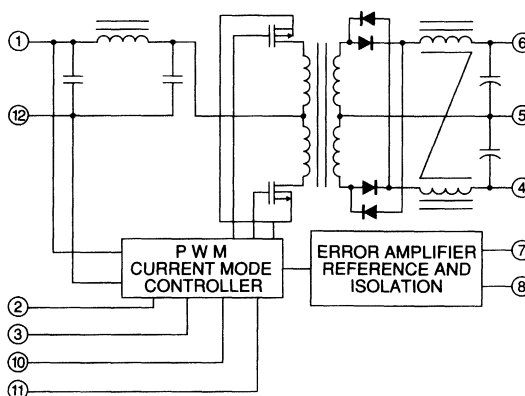 1
6
12
5
4
P W M
CURRENT MODE
CONTROLLER
ERROR AMPLIFIER
REFERENCE AND
ISOLATION
7
8
2
3
10
11